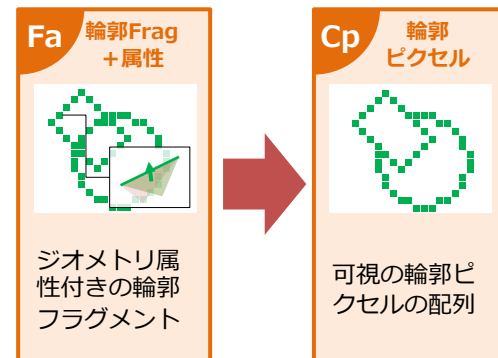 Fa
輪郭Frag
＋属性
ジオメトリ属
性付きの輪郭
フラグメント
Cp
輪郭
ピクセル
可視の輪郭ピ
クセルの配列